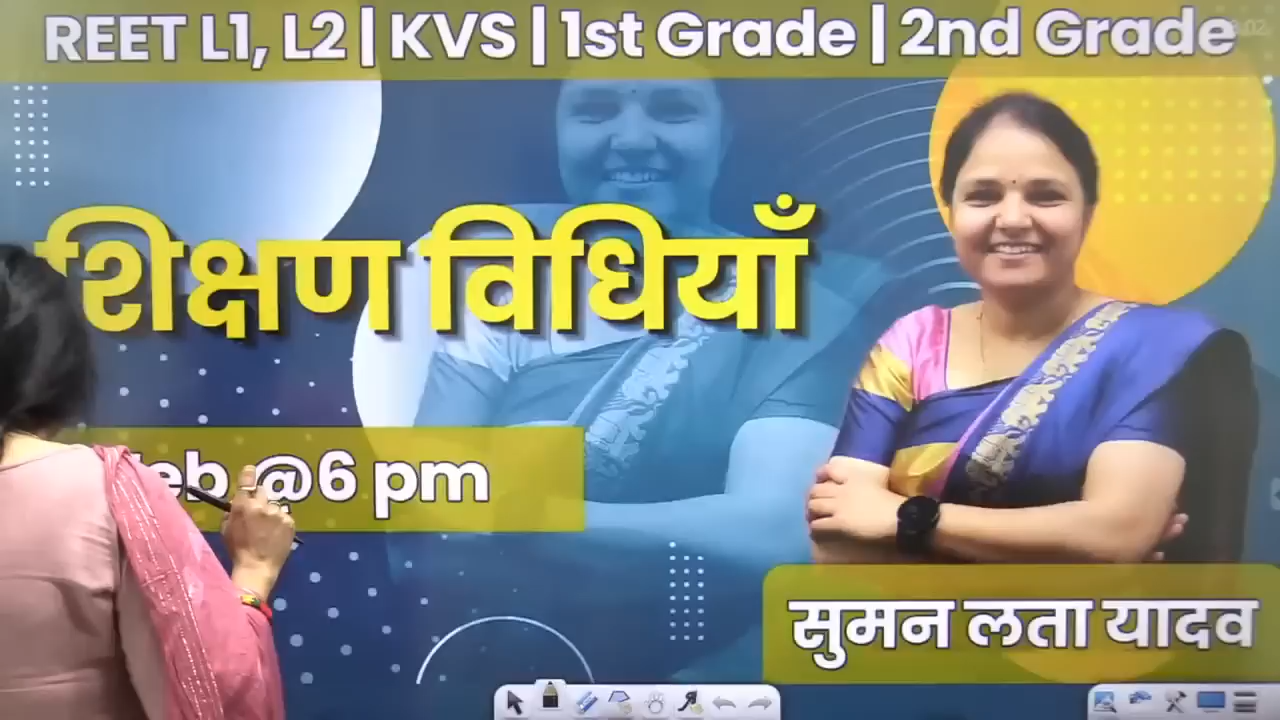 REET L1, L2 | KVS | 1st Grade | 2nd Grade
शिक्षण विधियाँ
@6 pm
सुमन लता यादव